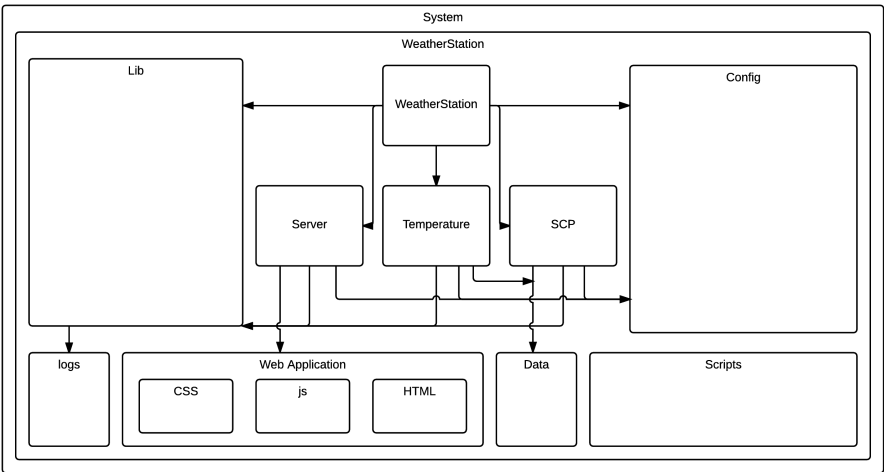 System
WeatherStation
Lib
WeatherStation
Config
Server
Temperature
SCP
logs
Web Application
CSS
js
HTML
Data
Scripts